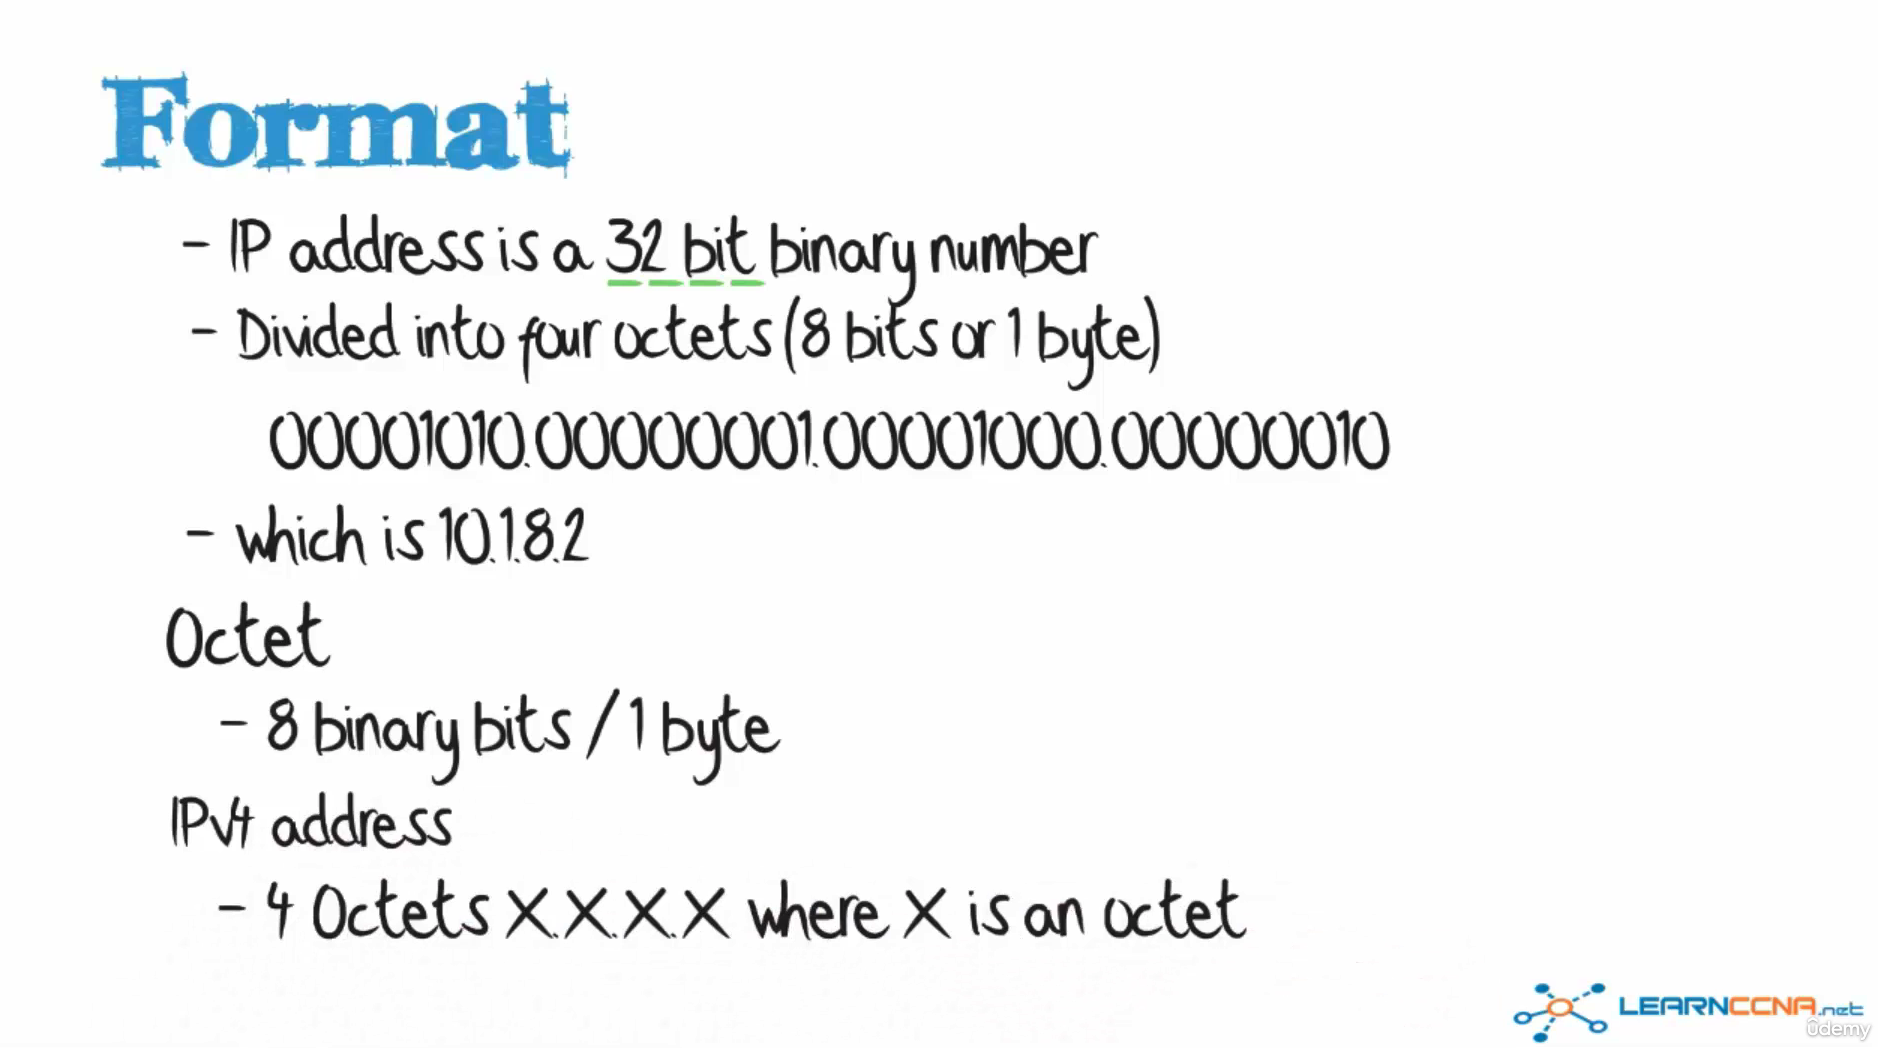 Format
- IP address is a 32 bit binary number
- Divided into four octets (8 bits or 1 byte)
00001010.00000001.00001000.00000010
- which is 10.1.8.2
Octet
- 8 binary bits / 1 byte
IPv4 address
- 4 Octets X.X.X.X where X is an octet
LEARNCCNA.net
ûdemy